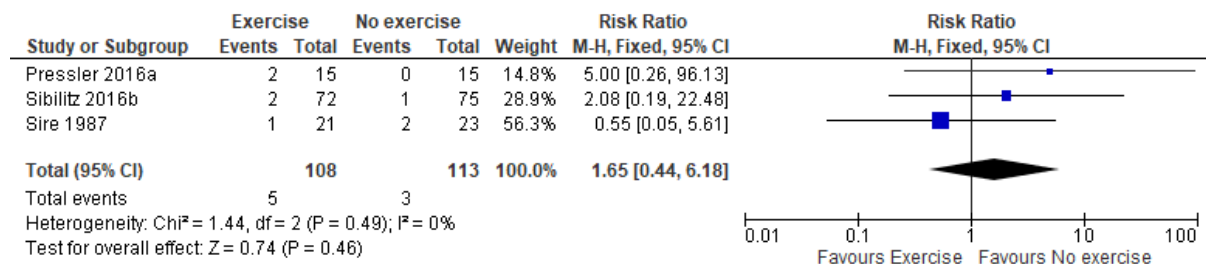 Exercise No exercise Risk Ratio Risk Ratio
Study or Subgroup Events Total Events Total Weight M-H, Fixed, 95% CI M-H, Fixed, 95% CI
Pressler 2016a 2 15 0 15 14.8% 5.00 [0.26, 96.13]
Sibilitz 2016b 2 72 1 75 28.9% 2.08 [0.19, 22.48]
Sire 1987 1 21 2 23 56.3% 0.55 [0.05, 5.61]
Total (95% CI) 108 113 100.0% 1.65 [0.44, 6.18]
Total events 5 3
Heterogeneity: Chi² = 1.44, df = 2 (P = 0.49); I² = 0%
Test for overall effect: Z = 0.74 (P = 0.46)
0.01 0.1 1 10 100
Favours Exercise Favours No exercise